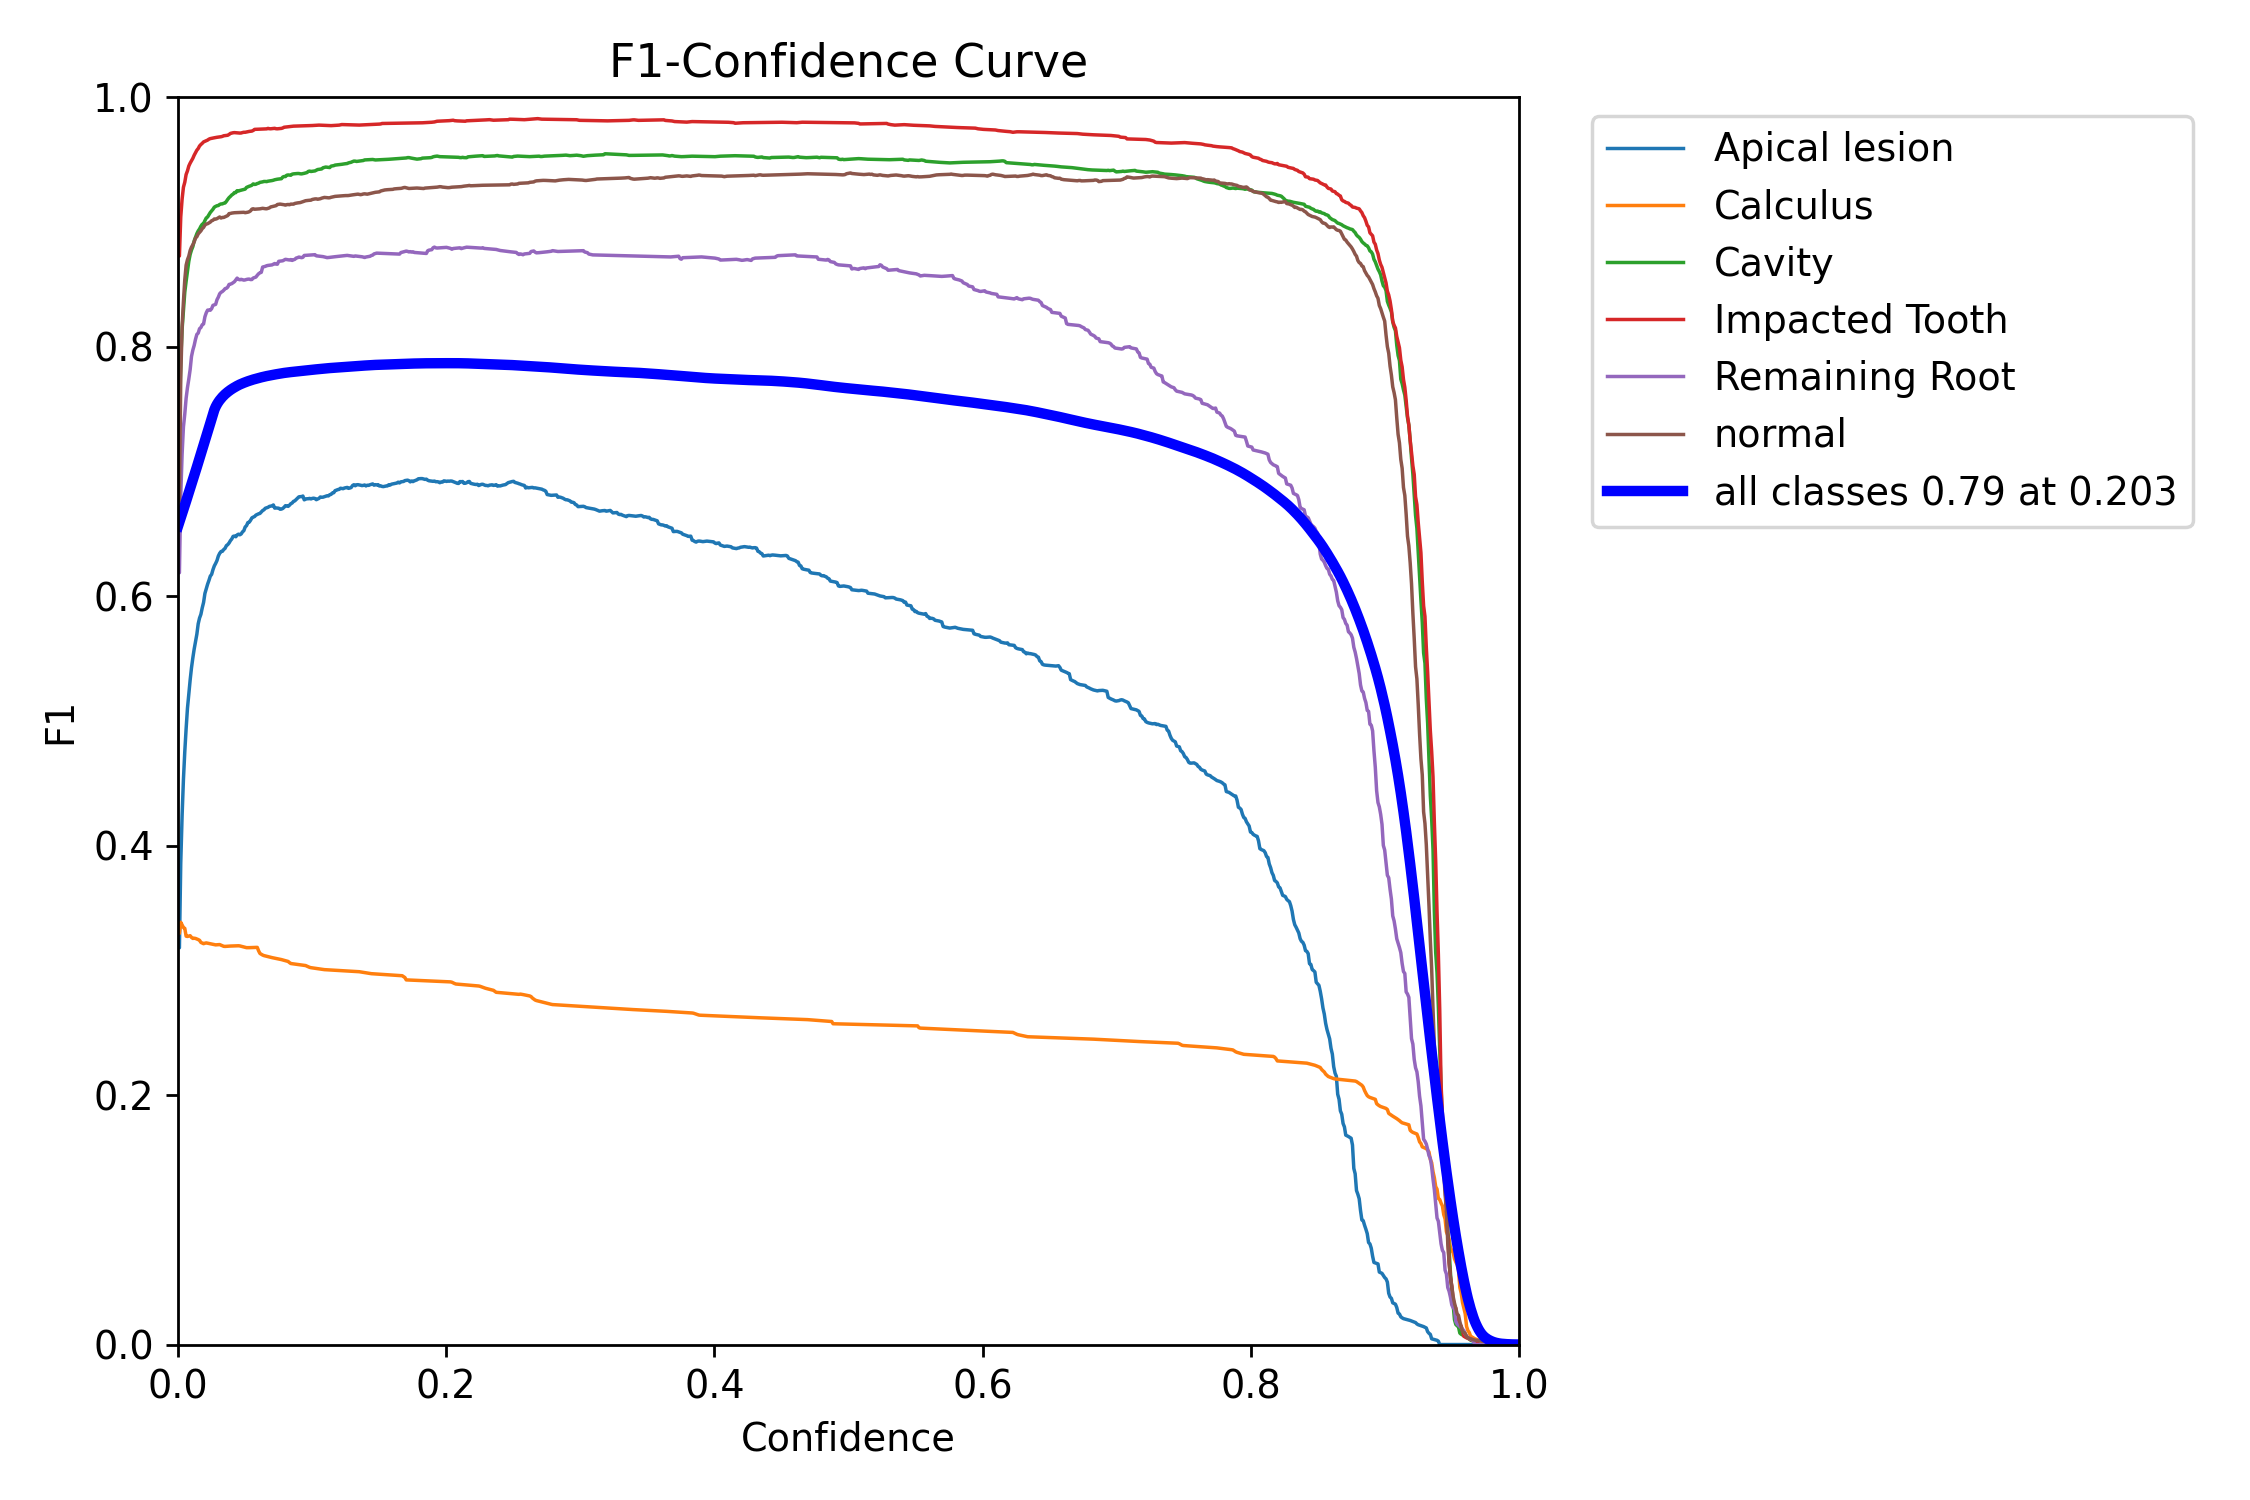 F1-Confidence Curve
1.0
0.8
0.6
0.4
0.2
0.0
F1
0.0 0.2 0.4 0.6 0.8 1.0
Confidence
Apical lesion
Calculus
Cavity
Impacted Tooth
Remaining Root
normal
all classes 0.79 at 0.203